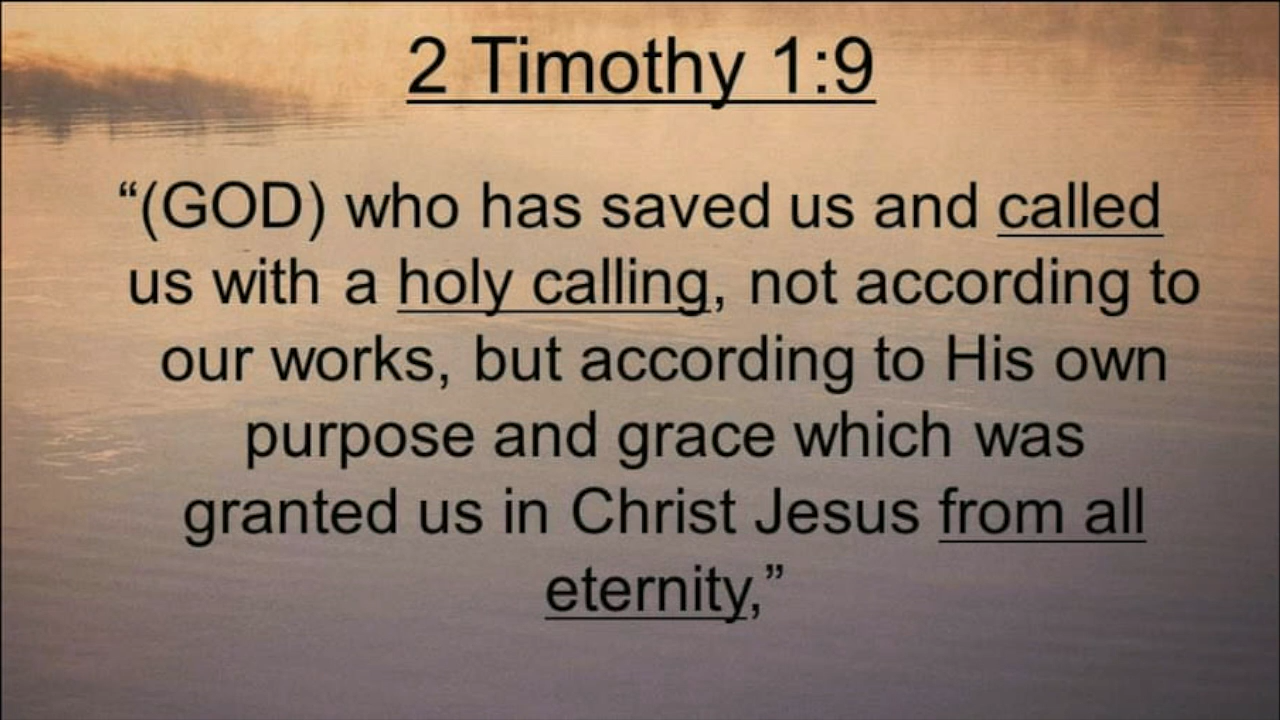 2 Timothy 1:9
“(GOD) who has saved us and called
us with a holy calling, not according to
our works, but according to His own
purpose and grace which was
granted us in Christ Jesus from all
eternity,”